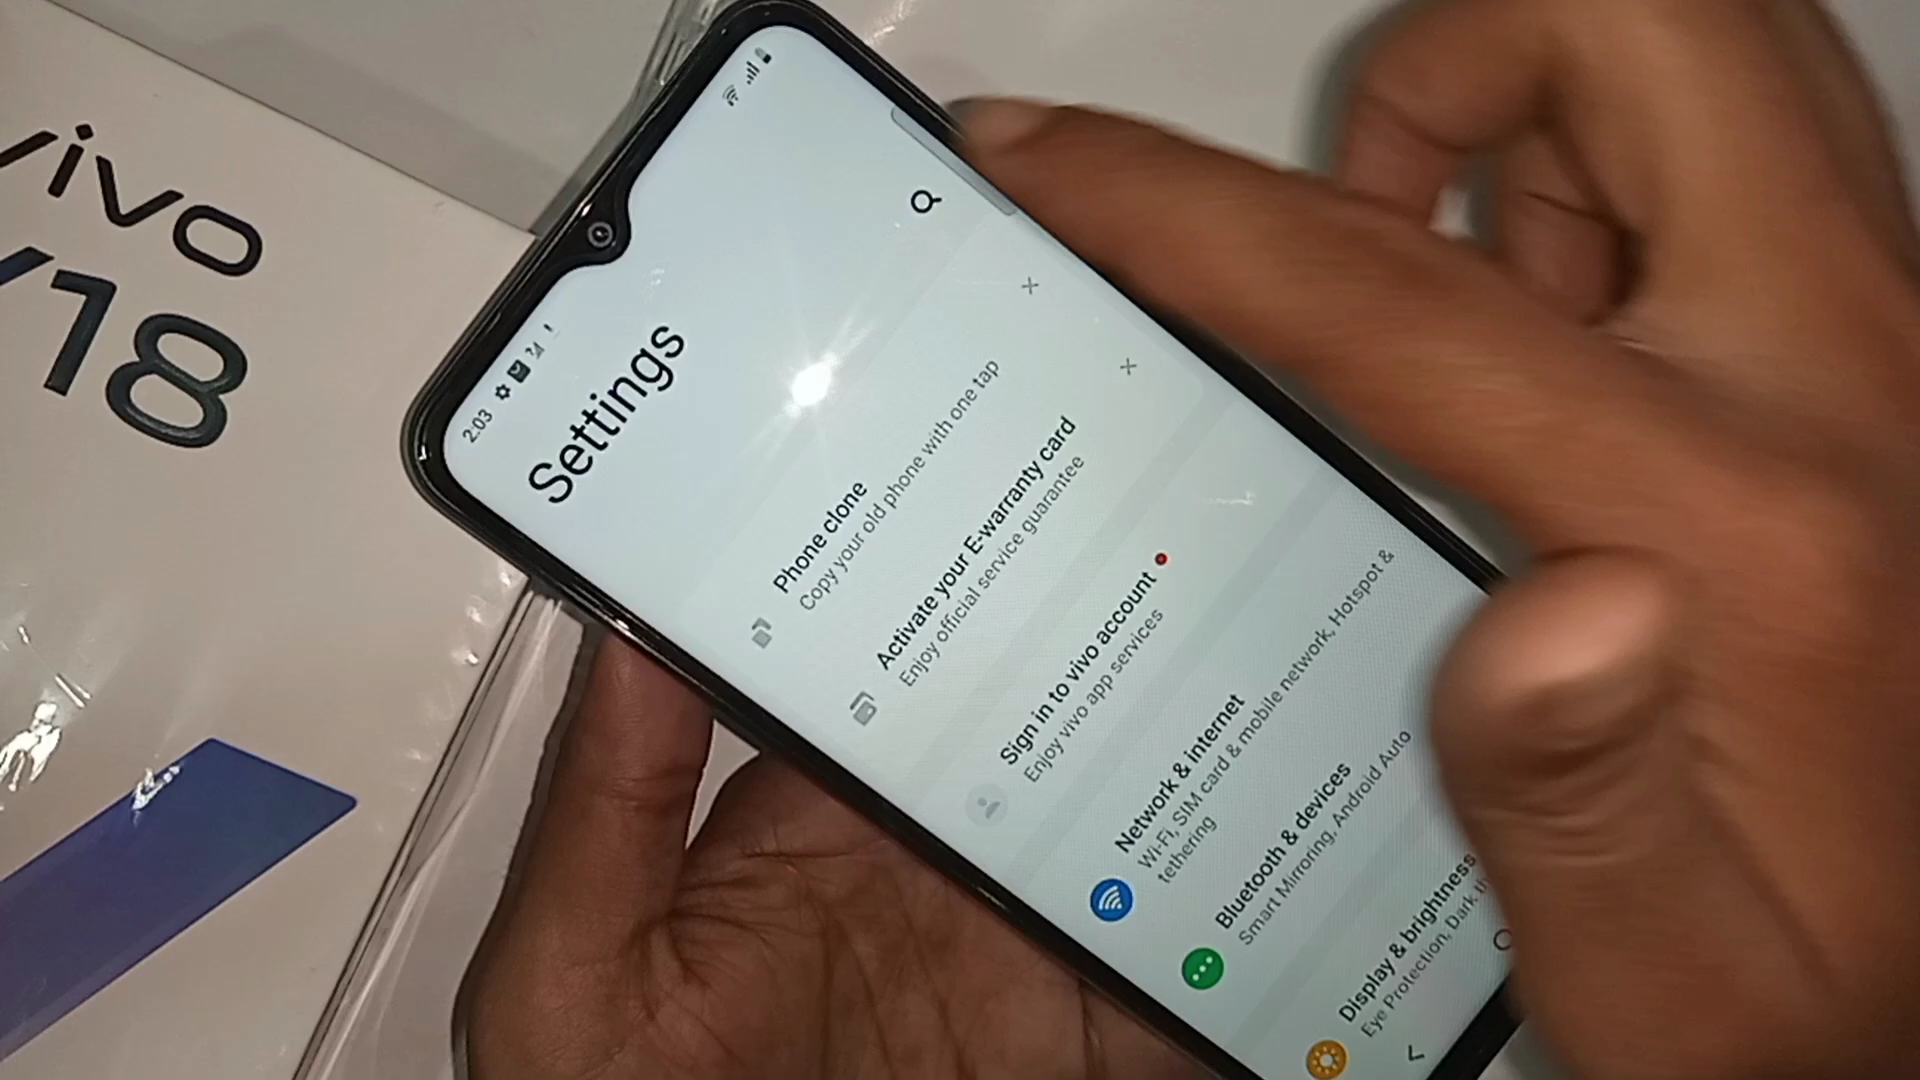 vivo
Y18
2:03
Settings
Phone clone
Copy your old phone with one tap
Activate your E-warranty card
Enjoy official service guarantee
Sign in to vivo account
Enjoy vivo app services
Network & internet
Wi-Fi, SIM card & mobile network, Hotspot &
tethering
Bluetooth & devices
Smart Mirroring, Android Auto
Display & brightness
Eye Protection, Dark